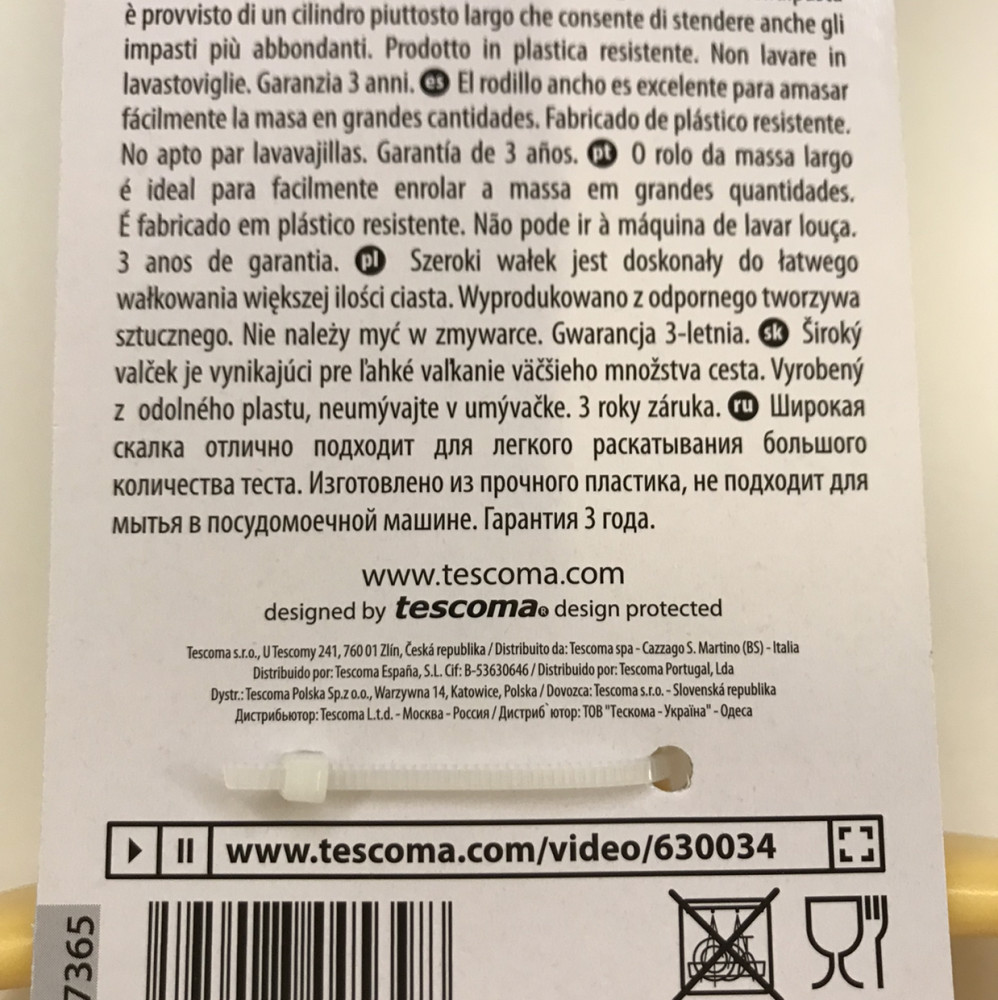 è provvisto di un cilindro piuttosto largo che consente di stendere anche gli
impasti più abbondanti. Prodotto in plastica resistente. Non lavare in
lavastoviglie. Garanzia 3 anni. es El rodillo ancho es excelente para amasar
fácilmente la masa en grandes cantidades. Fabricado de plástico resistente.
No apto par lavavajillas. Garantía de 3 años. pt O rolo da massa largo
é ideal para facilmente enrolar a massa em grandes quantidades.
É fabricado em plástico resistente. Não pode ir à máquina de lavar louça.
3 anos de garantia. pl Szeroki wałek jest doskonały do łatwego
wałkowania większej ilości ciasta. Wyprodukowano z odpornego tworzywa
sztucznego. Nie należy myć w zmywarce. Gwarancja 3-letnia. sk Široký
valček je vynikajúci pre ľahké vaľkanie väčšieho množstva cesta. Vyrobený
z odolného plastu, neumývajte v umývačke. 3 roky záruka. ru Широкая
скалка отлично подходит для легкого раскатывания большого
количества теста. Изготовлено из прочного пластика, не подходит для
мытья в посудомоечной машине. Гарантия 3 года.
www.tescoma.com
designed by tescoma® design protected
Tescoma s.r.o., U Tescomy 241, 760 01 Zlín, Česká republika / Distribuito da: Tescoma spa - Cazzago S. Martino (BS) - Italia
Distribuido por: Tescoma España, S.L. Cif: B-53630646 / Distribuido por: Tescoma Portugal, Lda
Dystr.: Tescoma Polska Sp.z o.o., Warzywna 14, Katowice, Polska / Dovozca: Tescoma s.r.o. - Slovenská republika
Дистрибьютор: Tescoma L.t.d. - Москва - Россия / Дистриб`ютор: ТОВ "Тескома - Україна" - Одеса
www.tescoma.com/video/630034
7365